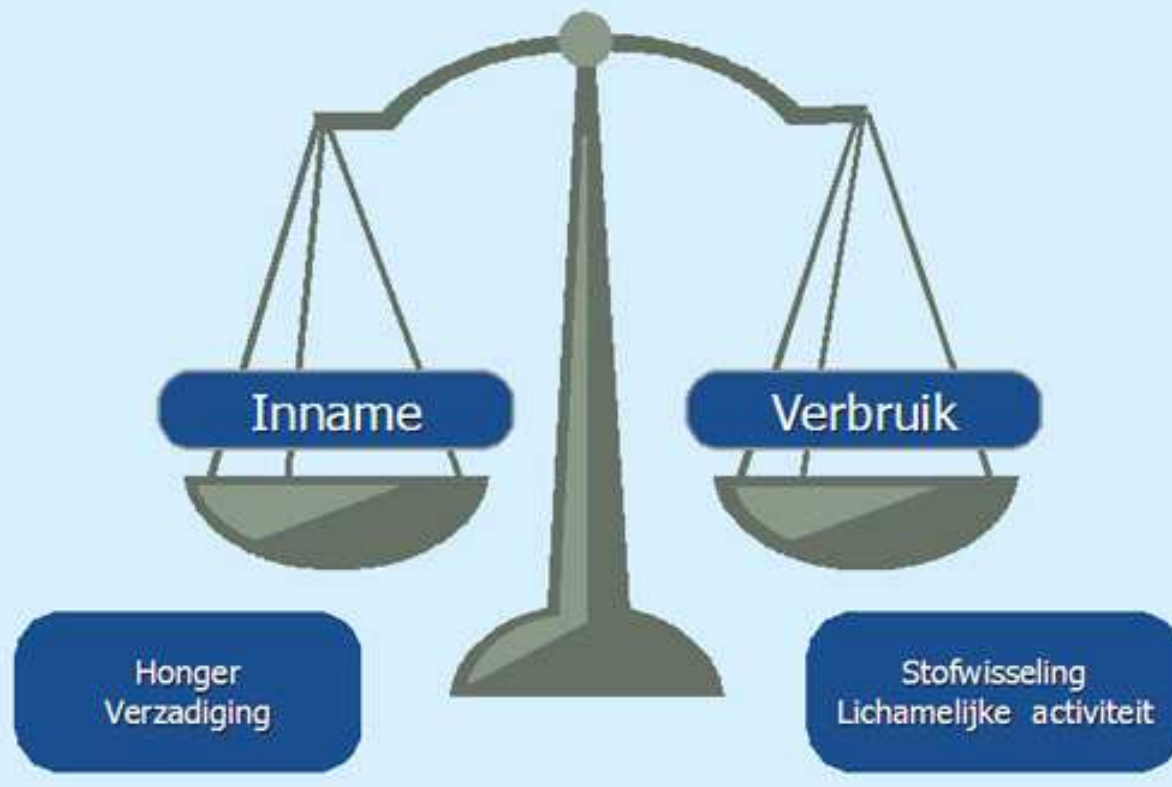 Inname
Verbruik
Honger
Verzadiging
Stofwisseling
Lichamelijke activiteit